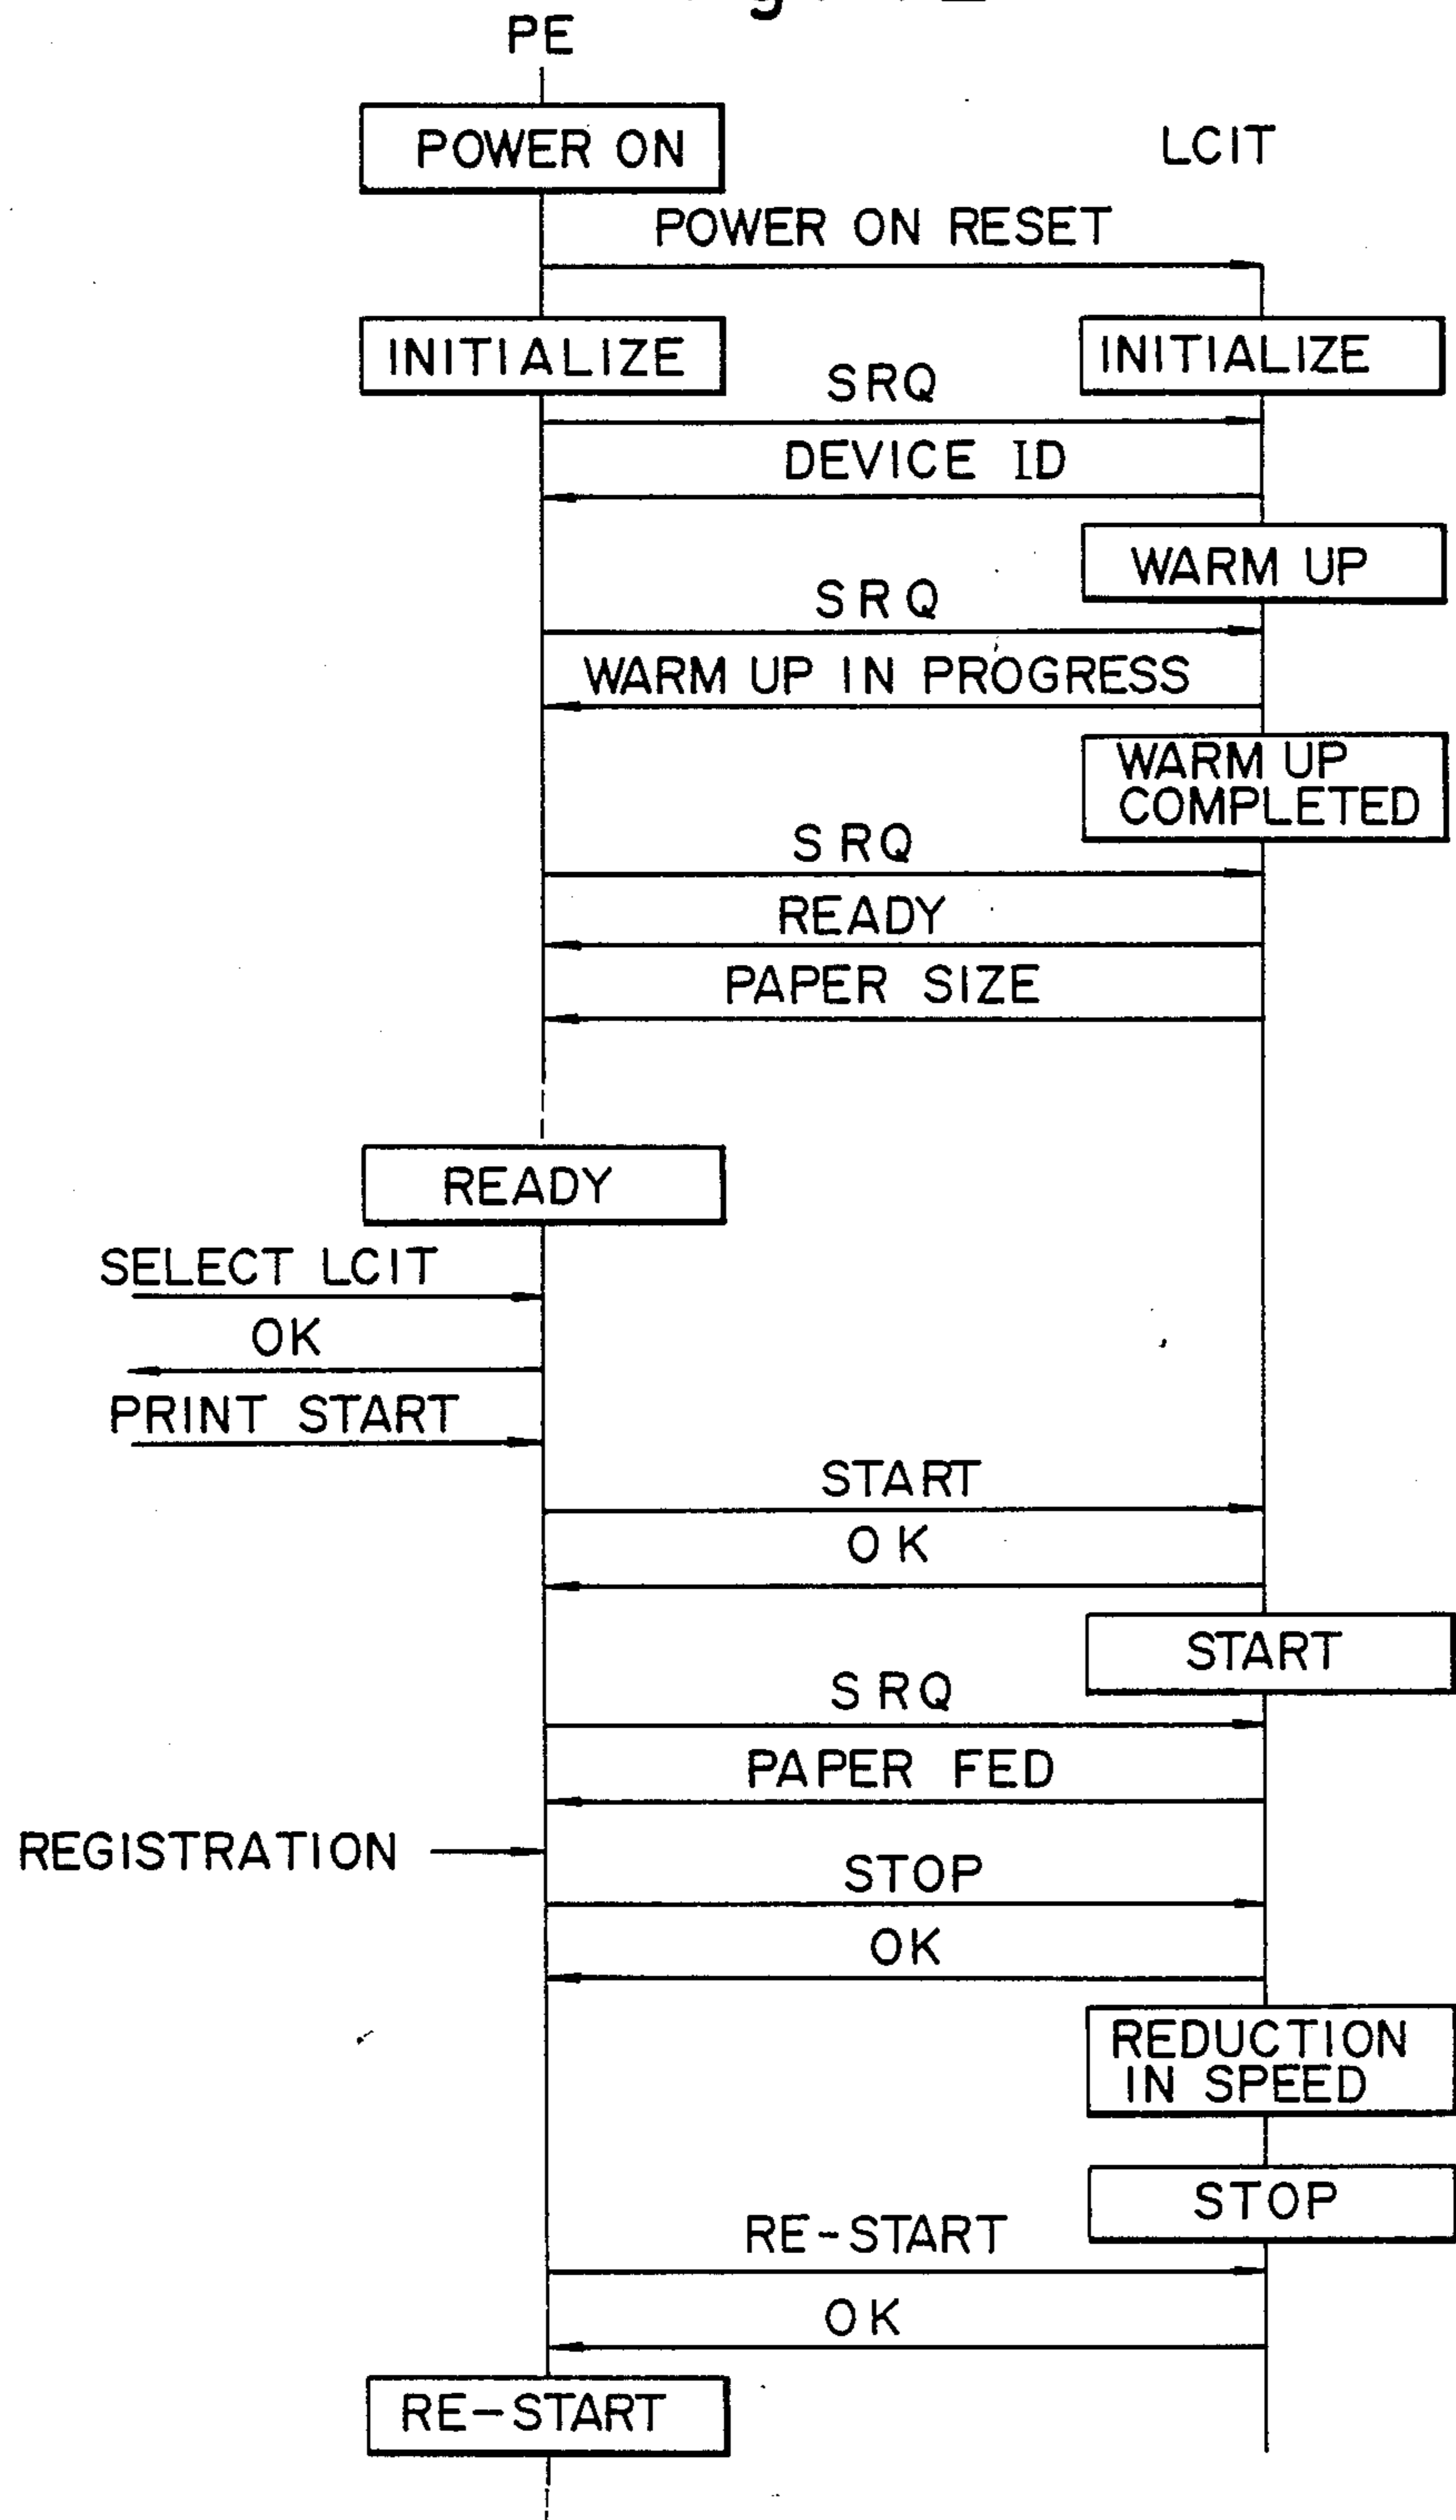 PE
POWER ON
LCIT
POWER ON RESET
INITIALIZE
INITIALIZE
SRQ
DEVICE ID
WARM UP
SRQ
WARM UP IN PROGRESS
WARM UP
COMPLETED
SRQ
READY
PAPER SIZE
READY
SELECT LCIT
OK
PRINT START
START
OK
START
SRQ
PAPER FED
REGISTRATION
STOP
OK
REDUCTION
IN SPEED
STOP
RE-START
OK
RE-START